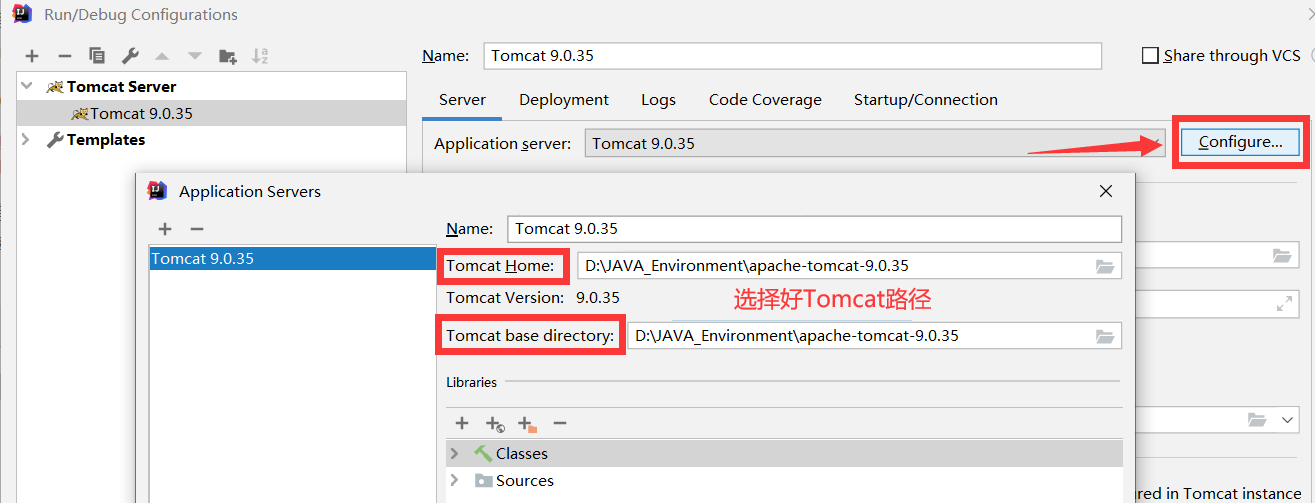 Run/Debug Configurations
Name: Tomcat 9.0.35
Share through VCS
Tomcat Server
Tomcat 9.0.35
Templates
Server Deployment Logs Code Coverage Startup/Connection
Application server: Tomcat 9.0.35 Configure...
Application Servers
Name: Tomcat 9.0.35
Tomcat 9.0.35
Tomcat Home: D:\JAVA_Environment\apache-tomcat-9.0.35
Tomcat Version: 9.0.35
选择好Tomcat路径
Tomcat base directory: D:\JAVA_Environment\apache-tomcat-9.0.35
Libraries
Classes
Sources
in Tomcat instance